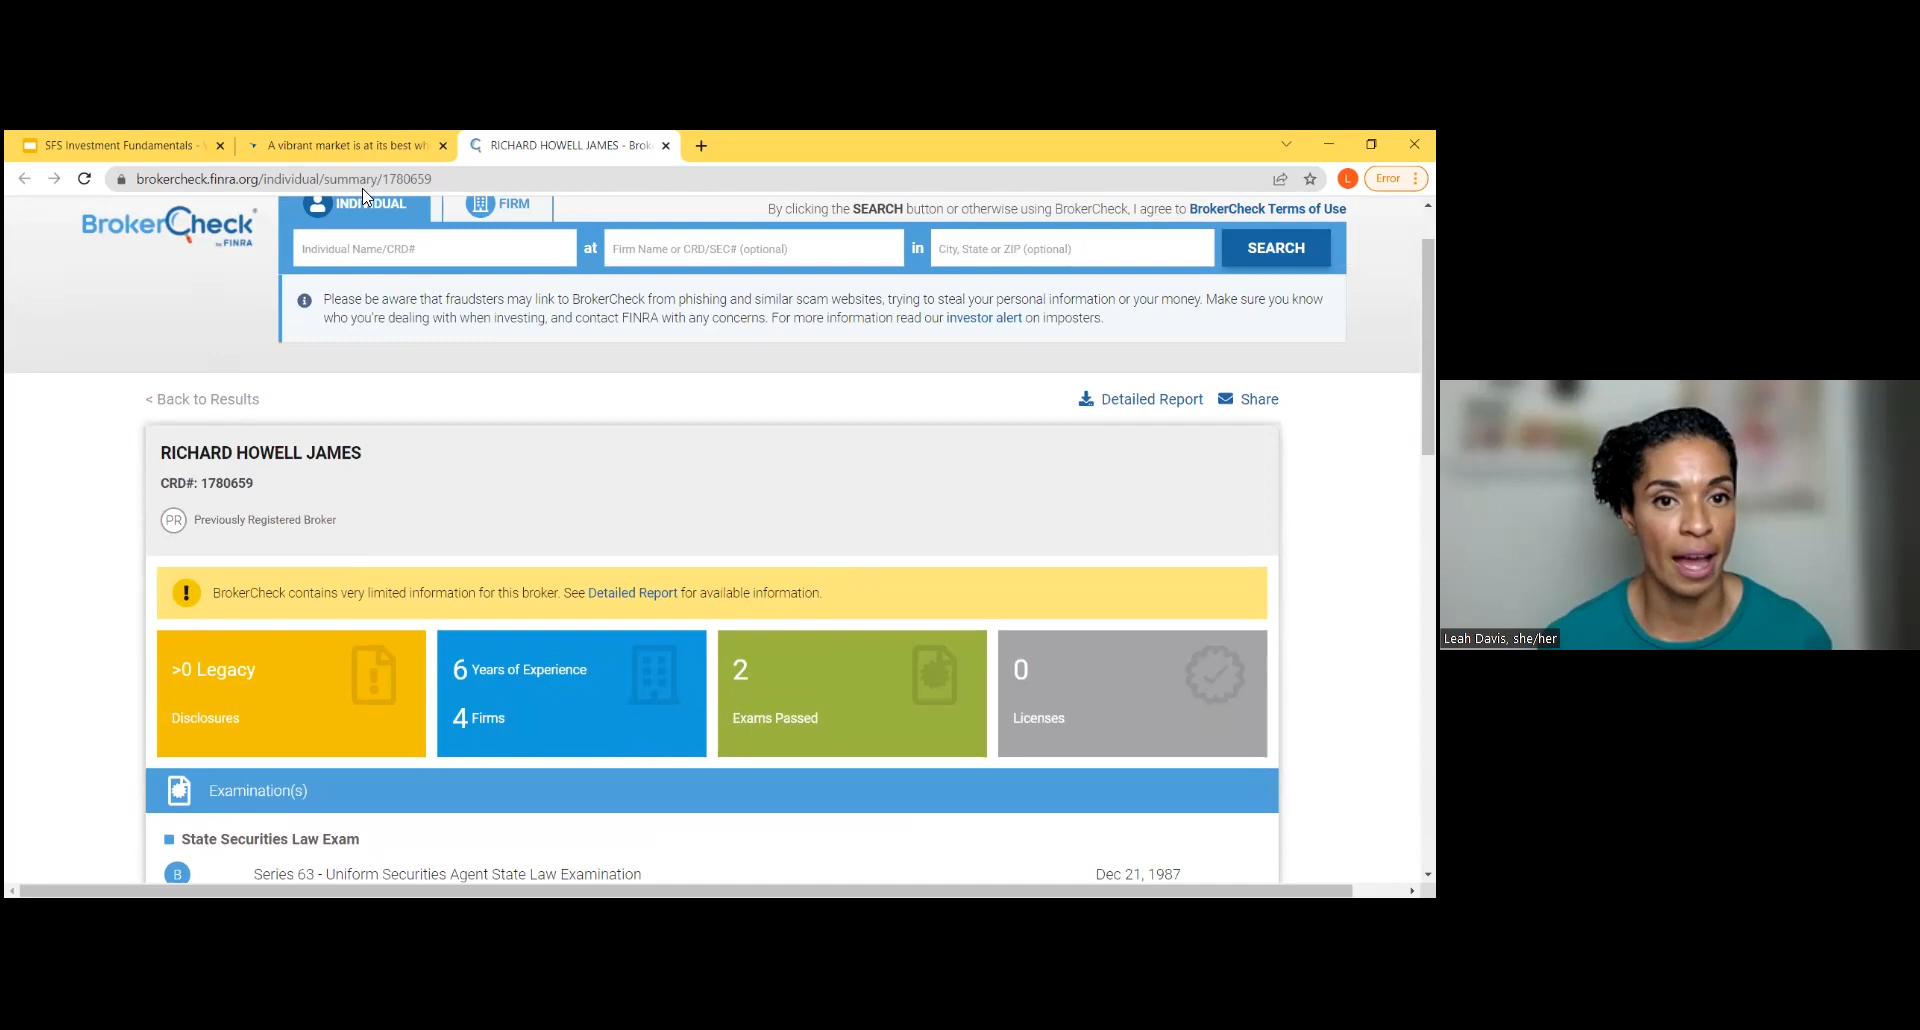 SFS Investment Fundamentals -
A vibrant market is at its best wh
RICHARD HOWELL JAMES - Brok
brokercheck.finra.org/individual/summary/1780659
L
Error
BrokerCheck
by FINRA
INDIVIDUAL
FIRM
By clicking the SEARCH button or otherwise using BrokerCheck, I agree to BrokerCheck Terms of Use
Individual Name/CRD#
at
Firm Name or CRD/SEC# (optional)
in
City, State or ZIP (optional)
SEARCH
Please be aware that fraudsters may link to BrokerCheck from phishing and similar scam websites, trying to steal your personal information or your money. Make sure you know
who you're dealing with when investing, and contact FINRA with any concerns. For more information read our investor alert on imposters.
< Back to Results
Detailed Report
Share
RICHARD HOWELL JAMES
CRD#: 1780659
PR Previously Registered Broker
! BrokerCheck contains very limited information for this broker. See Detailed Report for available information.
>0 Legacy
Disclosures
6 Years of Experience
4 Firms
2
Exams Passed
0
Licenses
Examination(s)
State Securities Law Exam
B Series 63 - Uniform Securities Agent State Law Examination Dec 21, 1987
Leah Davis, she/her